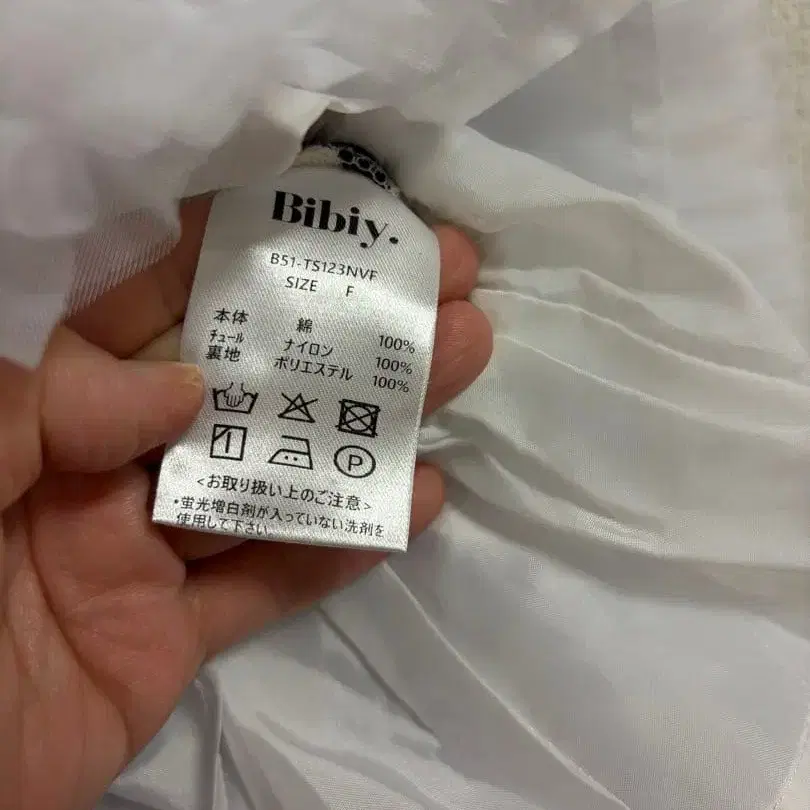 Bibiy.
B51-TS123NVF
SIZE F
本体 綿 100%
チュール ナイロン 100%
裏地 ポリエステル 100%
P
<お取り扱い上のご注意>
・蛍光増白剤が入っていない洗剤を
使用して下さい。